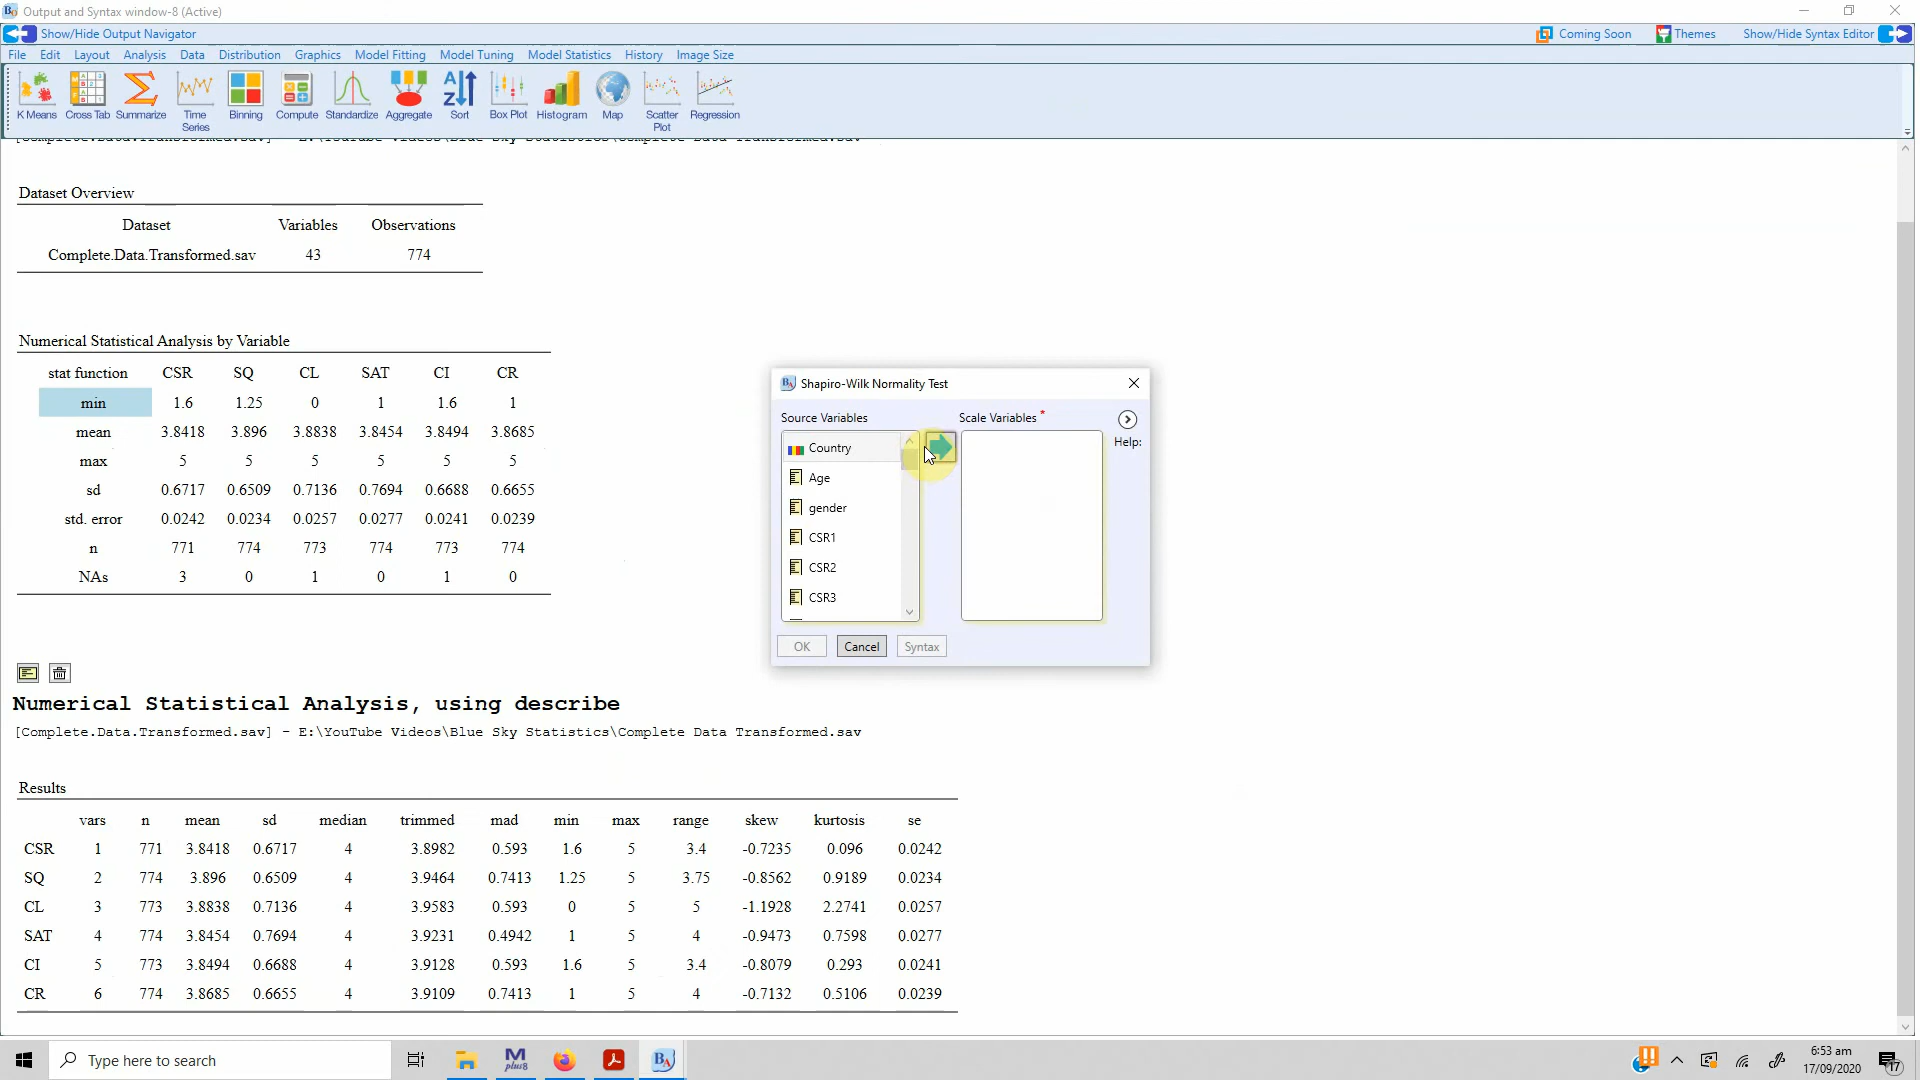 Output and Syntax window-8 (Active)
Show/Hide Output Navigator
Coming Soon
Themes
Show/Hide Syntax Editor
File Edit Layout Analysis Data Distribution Graphics Model Fitting Model Tuning Model Statistics History Image Size
K Means Cross Tab Summarize Time Series Binning Compute Standardize Aggregate Sort Box Plot Histogram Map Scatter Plot Regression
[Complete.Data.Transformed.sav] - E:\YouTube Videos\Blue Sky Statistics\Complete Data Transformed.sav
Dataset Overview
Dataset Variables Observations
Complete.Data.Transformed.sav 43 774
Numerical Statistical Analysis by Variable
stat function CSR SQ CL SAT CI CR
min 1.6 1.25 0 1 1.6 1
mean 3.8418 3.896 3.8838 3.8454 3.8494 3.8685
max 5 5 5 5 5 5
sd 0.6717 0.6509 0.7136 0.7694 0.6688 0.6655
std. error 0.0242 0.0234 0.0257 0.0277 0.0241 0.0239
n 771 774 773 774 773 774
NAs 3 0 1 0 1 0
Shapiro-Wilk Normality Test
Source Variables
Scale Variables *
Help:
Country
Age
gender
CSR1
CSR2
CSR3
OK Cancel Syntax
Numerical Statistical Analysis, using describe
[Complete.Data.Transformed.sav] - E:\YouTube Videos\Blue Sky Statistics\Complete Data Transformed.sav
Results
vars n mean sd median trimmed mad min max range skew kurtosis se
CSR 1 771 3.8418 0.6717 4 3.8982 0.593 1.6 5 3.4 -0.7235 0.096 0.0242
SQ 2 774 3.896 0.6509 4 3.9464 0.7413 1.25 5 3.75 -0.8562 0.9189 0.0234
CL 3 773 3.8838 0.7136 4 3.9583 0.593 0 5 5 -1.1928 2.2741 0.0257
SAT 4 774 3.8454 0.7694 4 3.9231 0.4942 1 5 4 -0.9473 0.7598 0.0277
CI 5 773 3.8494 0.6688 4 3.9128 0.593 1.6 5 3.4 -0.8079 0.293 0.0241
CR 6 774 3.8685 0.6655 4 3.9109 0.7413 1 5 4 -0.7132 0.5106 0.0239
Type here to search
6:53 am
17/09/2020
17